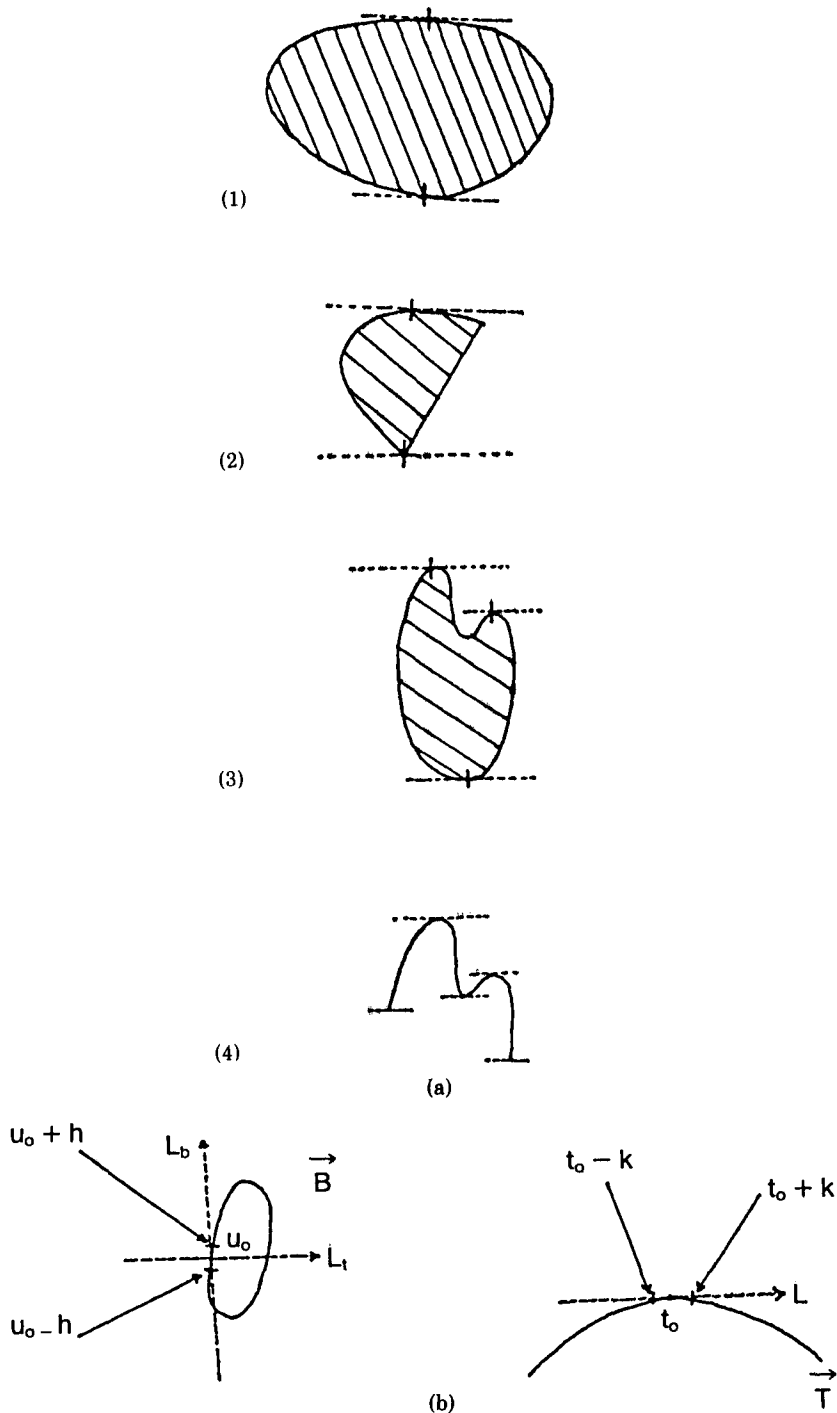 (1)
(2)
(3)
(4)
(a)
u₀ + h
L_b
B⃗
u₀
L_t
u₀ – h
t₀ – k
t₀ + k
L
t₀
T⃗
(b)